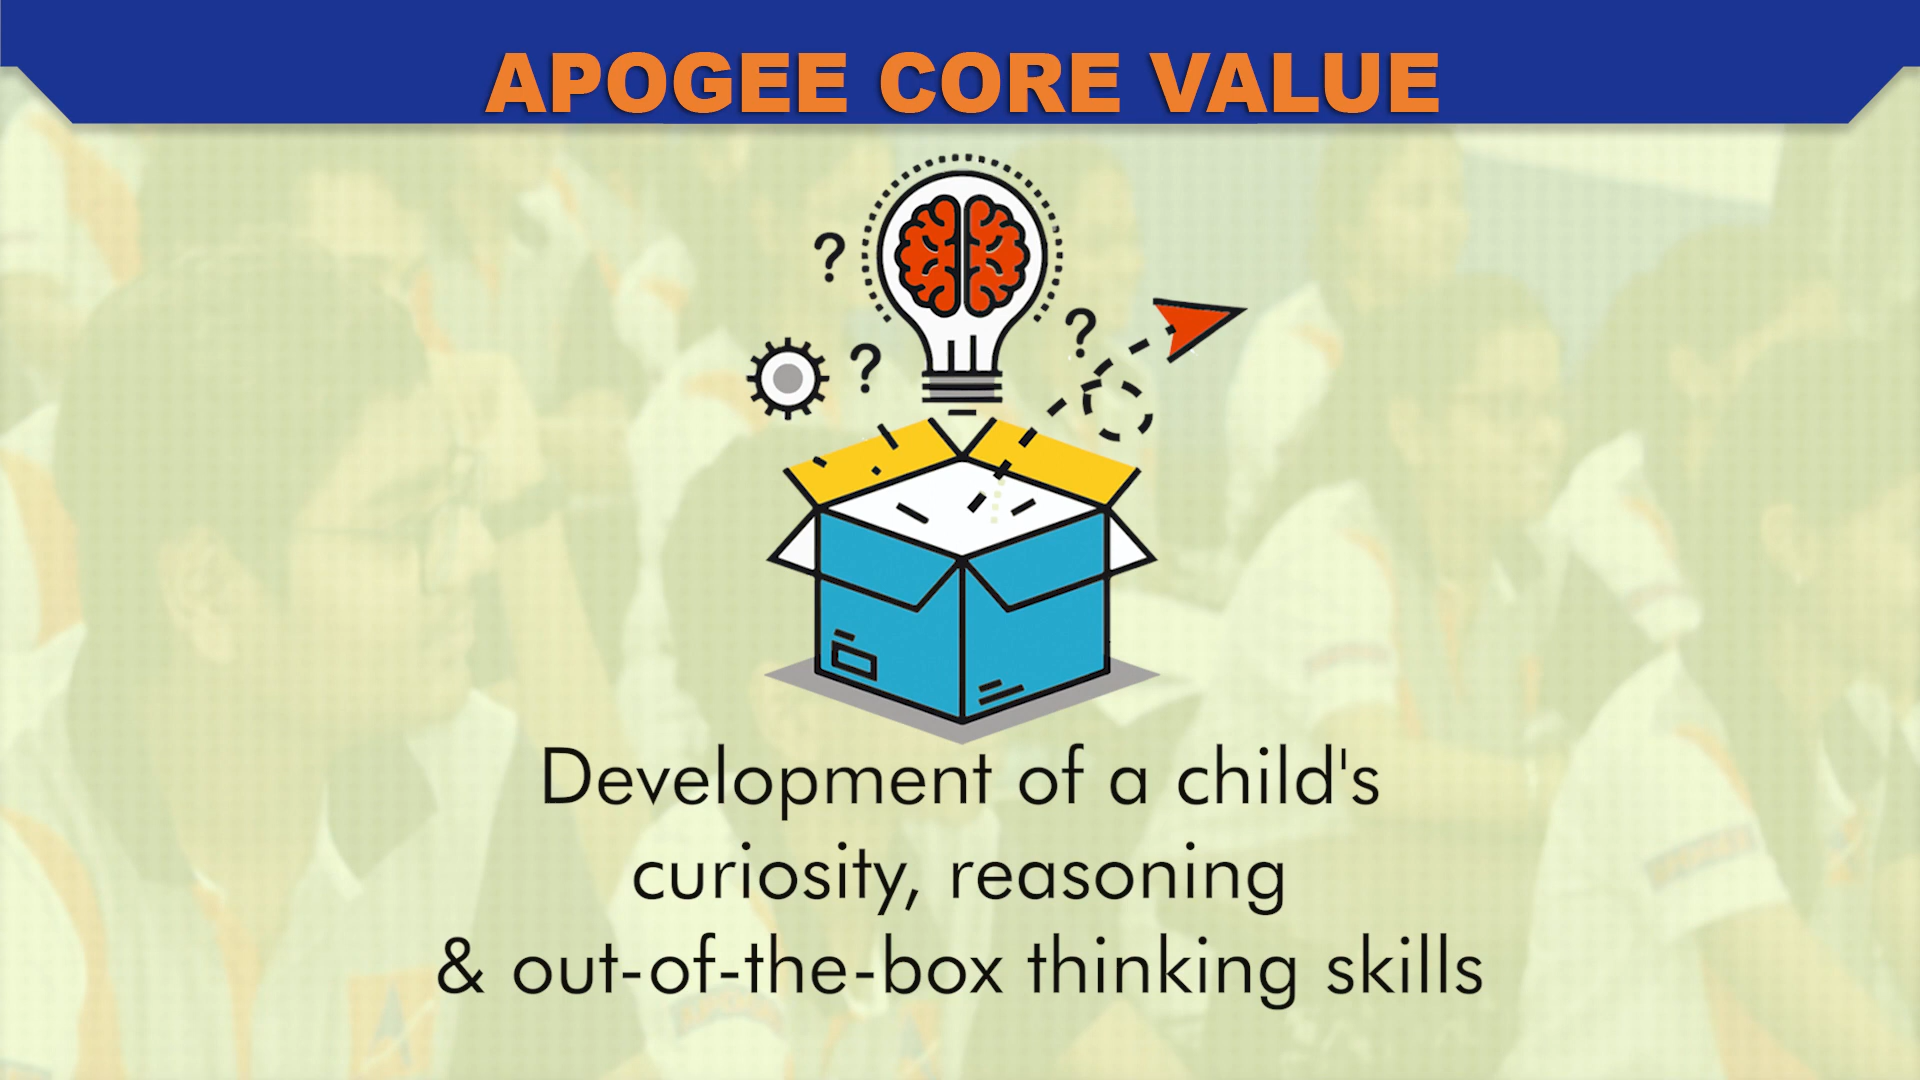 APOGEE CORE VALUE
?
?
?
Development of a child's
curiosity, reasoning
& out-of-the-box thinking skills